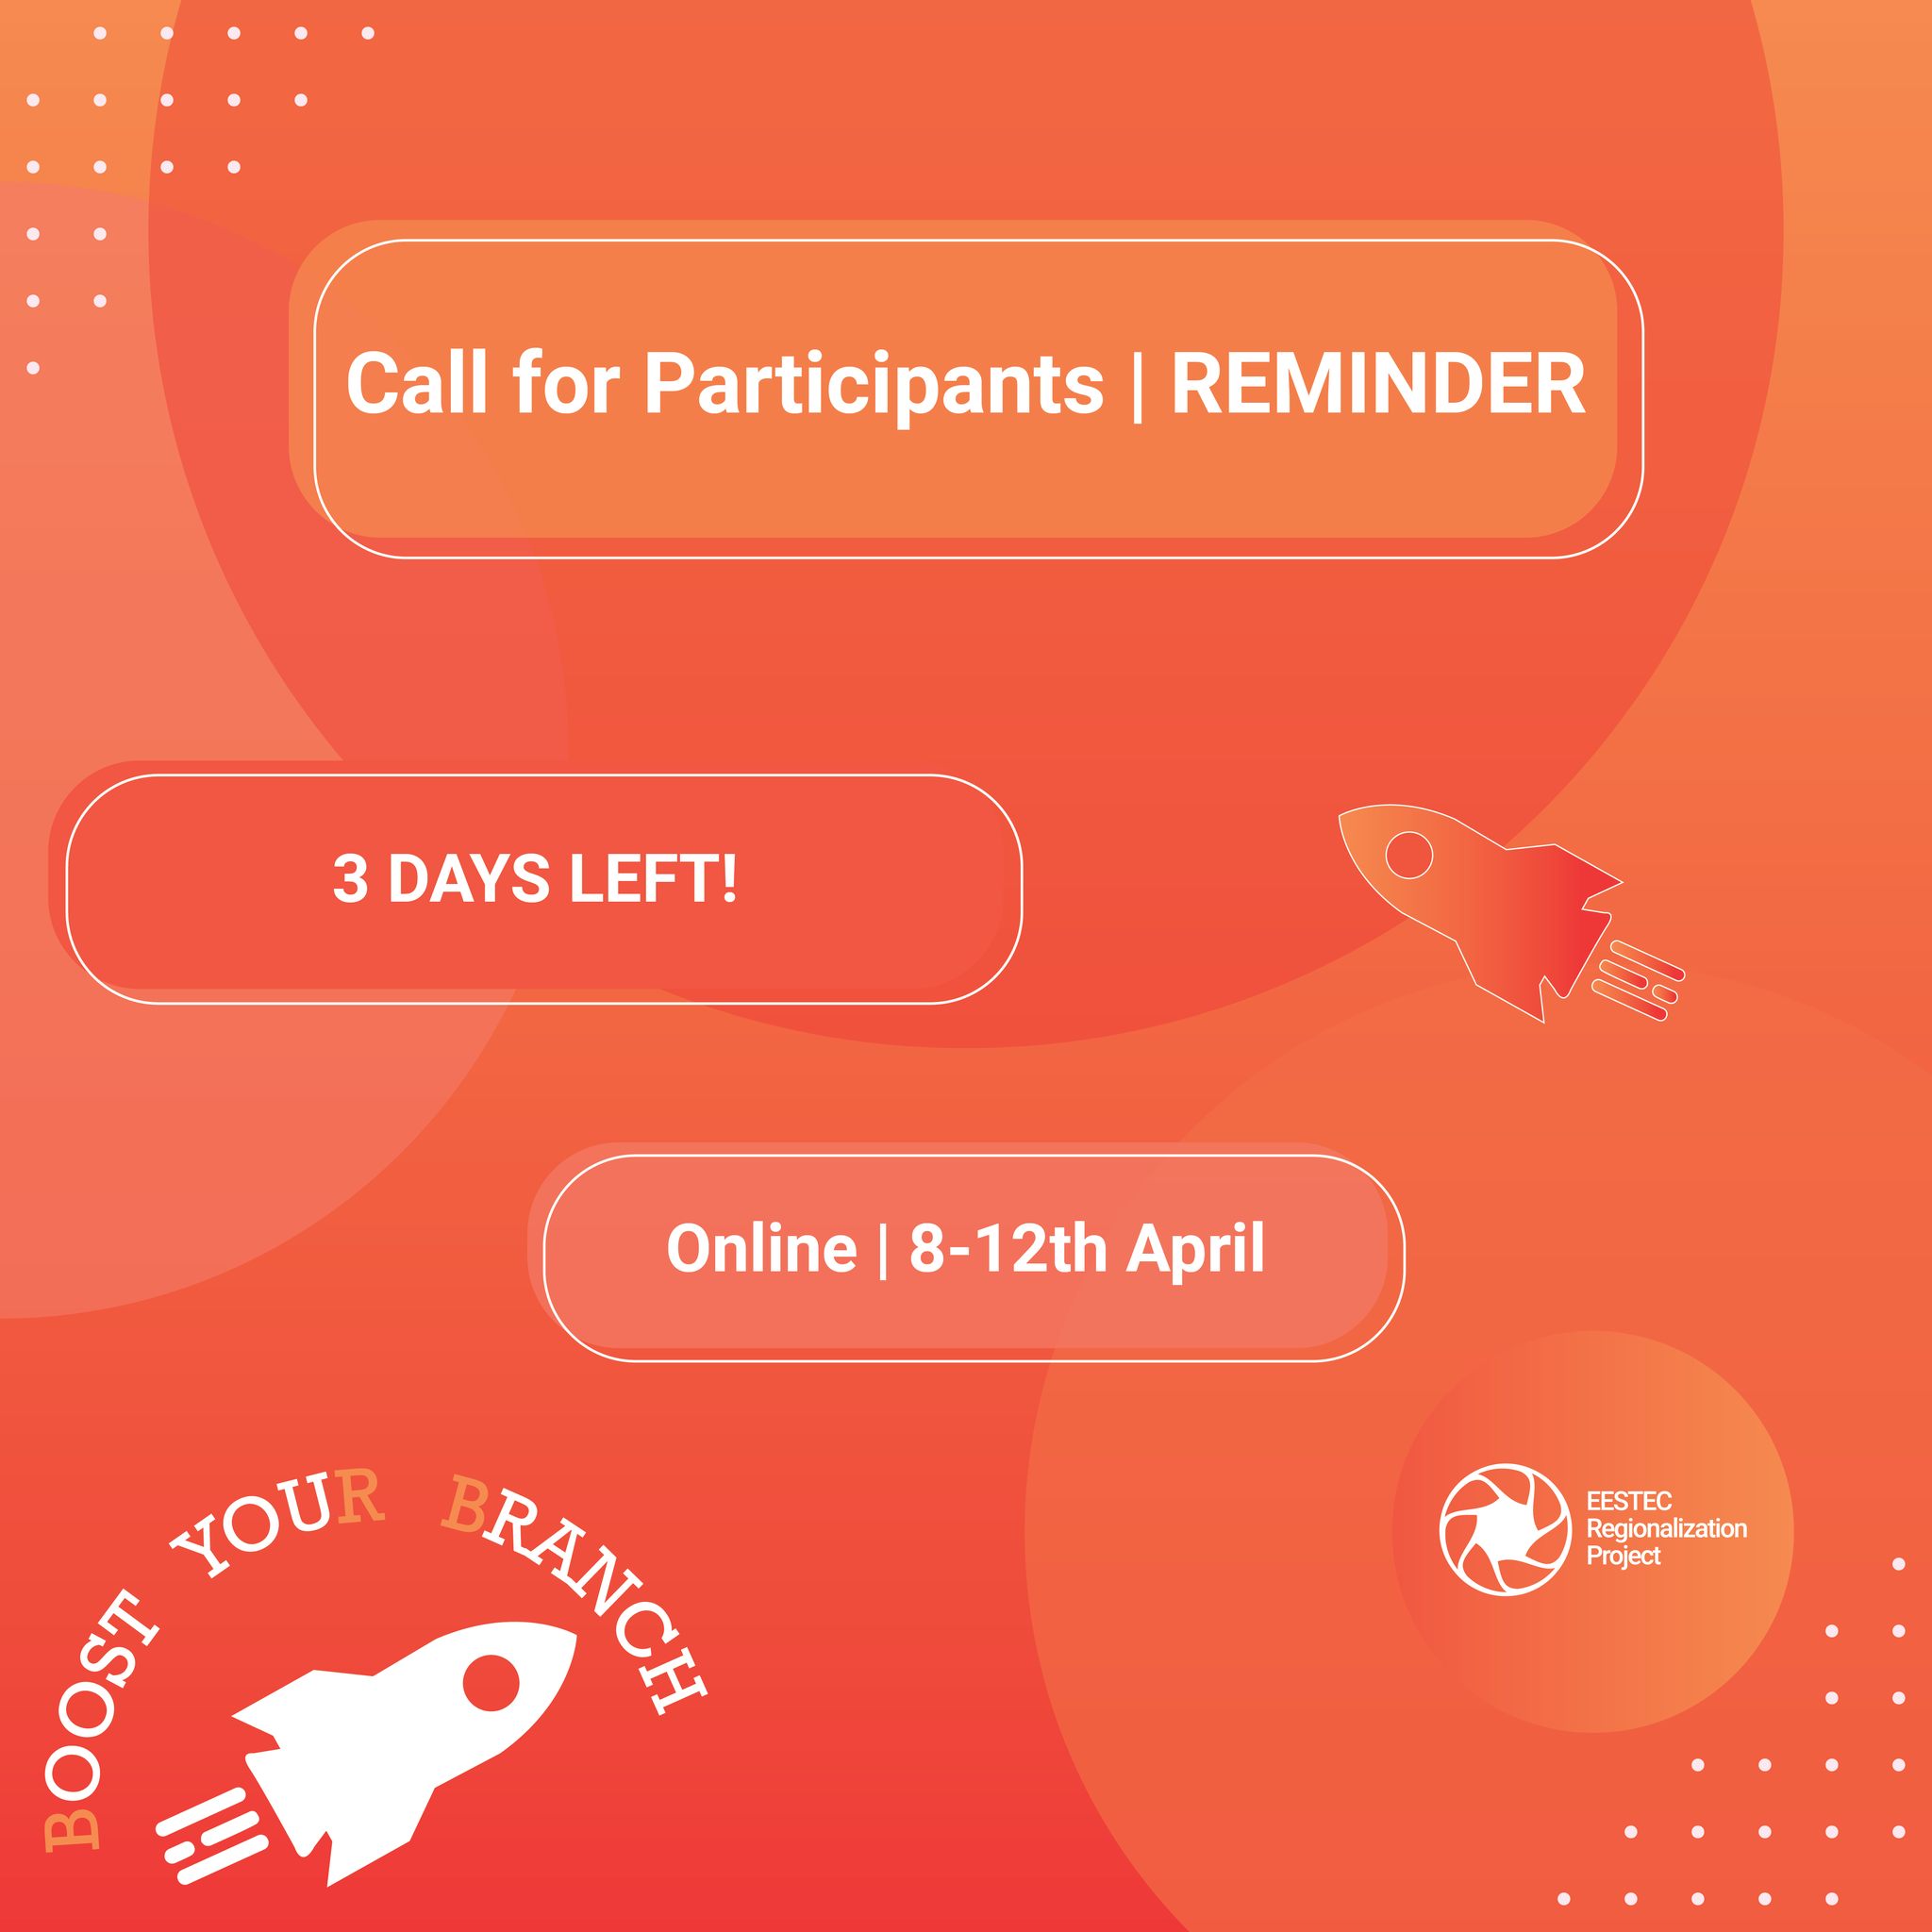 Call for Participants | REMINDER
3 DAYS LEFT!
Online | 8-12th April
BOOST YOUR BRANCH
EESTEC
Regionalization
Project